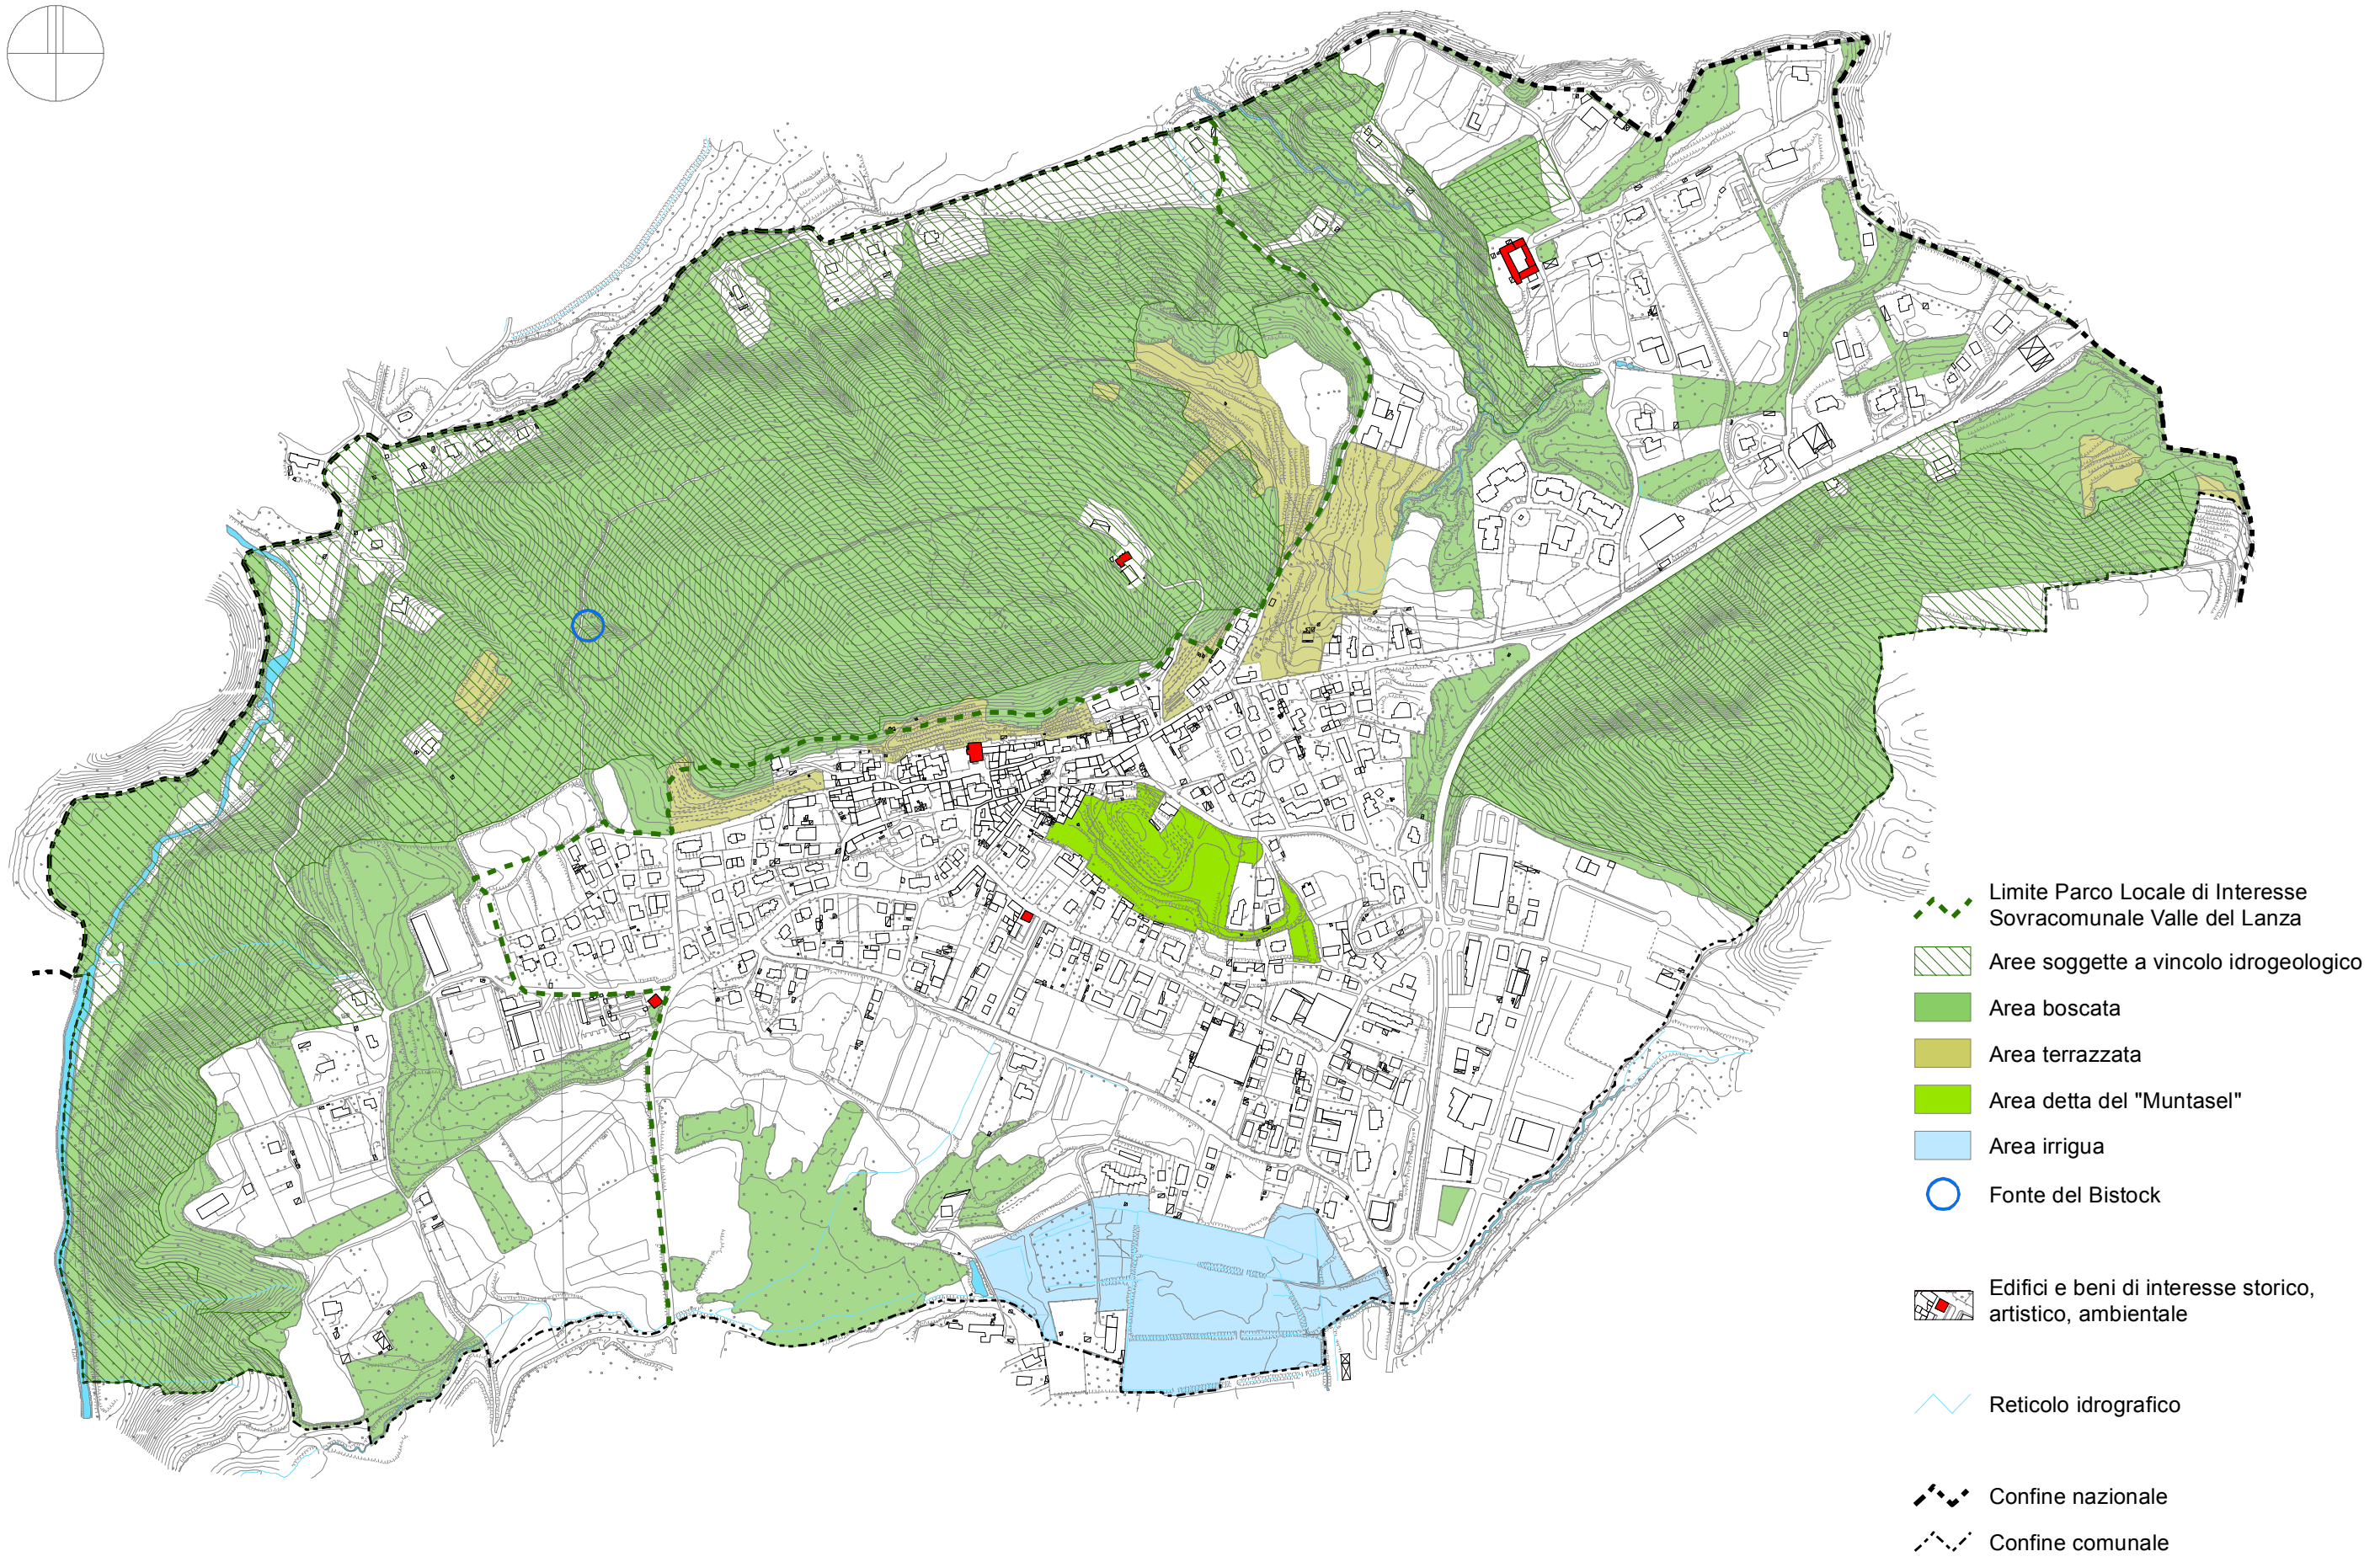 Limite Parco Locale di Interesse
Sovracomunale Valle del Lanza
Aree soggette a vincolo idrogeologico
Area boscata
Area terrazzata
Area detta del "Muntasel"
Area irrigua
Fonte del Bistock
Edifici e beni di interesse storico,
artistico, ambientale
Reticolo idrografico
Confine nazionale
Confine comunale